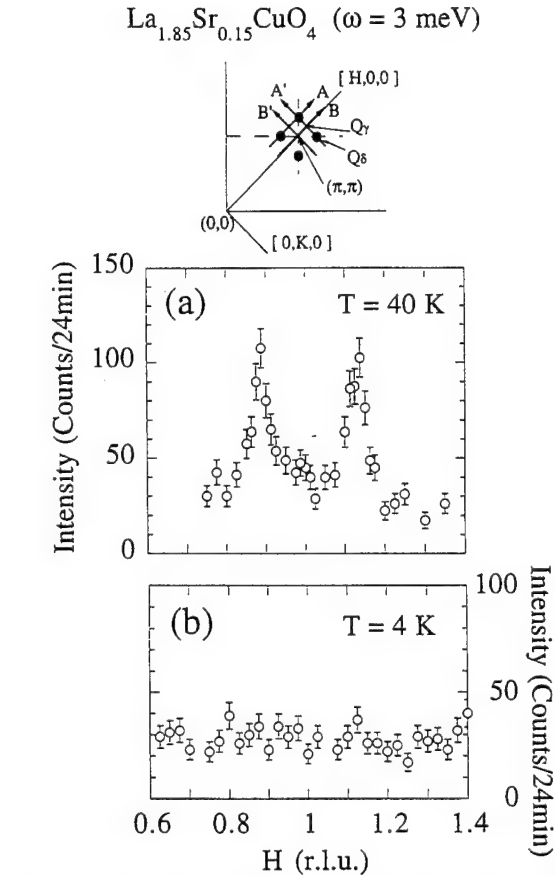 La1.85Sr0.15CuO4 (ω = 3 meV)
[ H,0,0 ]
A' A
B' B
Qγ
Qδ
(π,π)
(0,0)
[ 0,K,0 ]
150
(a) T = 40 K
100
50
0
Intensity (Counts/24min)
100
(b) T = 4 K
50
0
Intensity (Counts/24min)
0.6 0.8 1 1.2 1.4
H (r.l.u.)